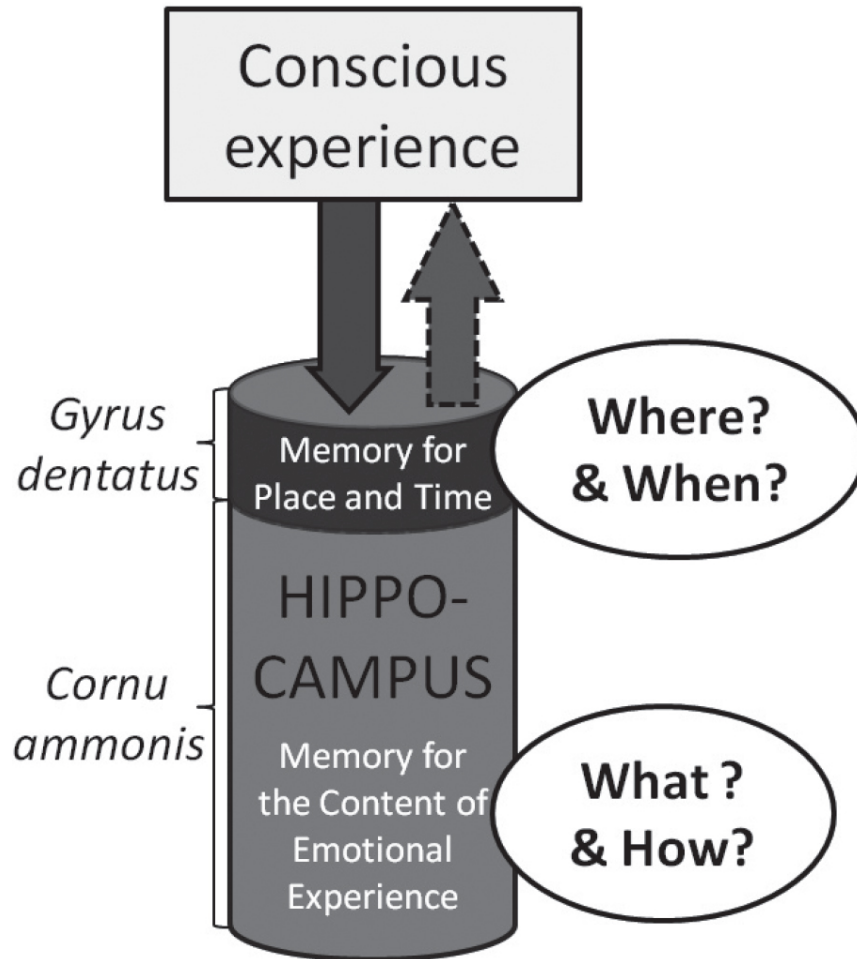 Conscious
experience
Gyrus
dentatus
Memory for
Place and Time
Where?
& When?
HIPPO-
CAMPUS
Cornu
ammonis
Memory for
the Content of
Emotional
Experience
What ?
& How?